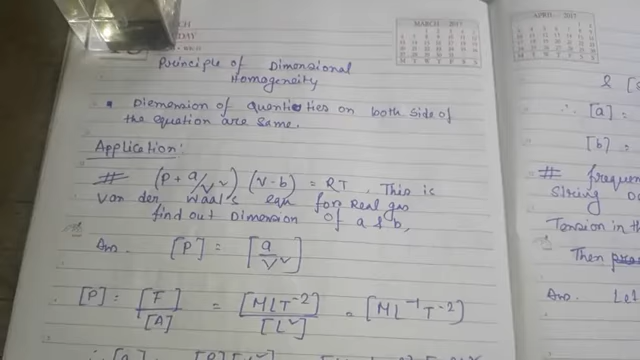 MARCH 2017
APRIL 2017
Principle of Dimensional
Homogeneity
Diemension of quantities on both side of
the equation are same.
Application:
# (P + a/V²) (V - b) = RT, This is
van der Waal's eqn for Real gas
find out Dimension of a & b,
Ans. [P] = [a/V²]
[P] = [F]/[A] = [MLT⁻²]/[L²] = [ML⁻¹T⁻²]
&
∴ [a] =
[b] =
#
String
Tension in th
Then
Ans. Let